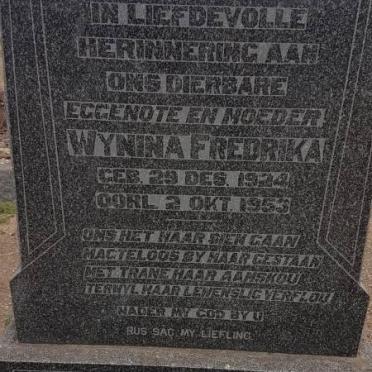 IN LIEFDEVOLLE
HERINNERING AAN
ONS DIERBARE
EGGENOTE EN MOEDER
WYNINA FREDRIKA
GEB. 29 DES. 1924
OORL. 2 OKT. 1953
ONS HET HAAR SIEN GAAN
MAGTELOOS BY HAAR GESTAAN
MET TRANE HAAR AANSKOU
TERWYL HAAR LEWENSLIG VERFLOU
NADER MY GOD BY U
RUS SAG MY LIEFLING